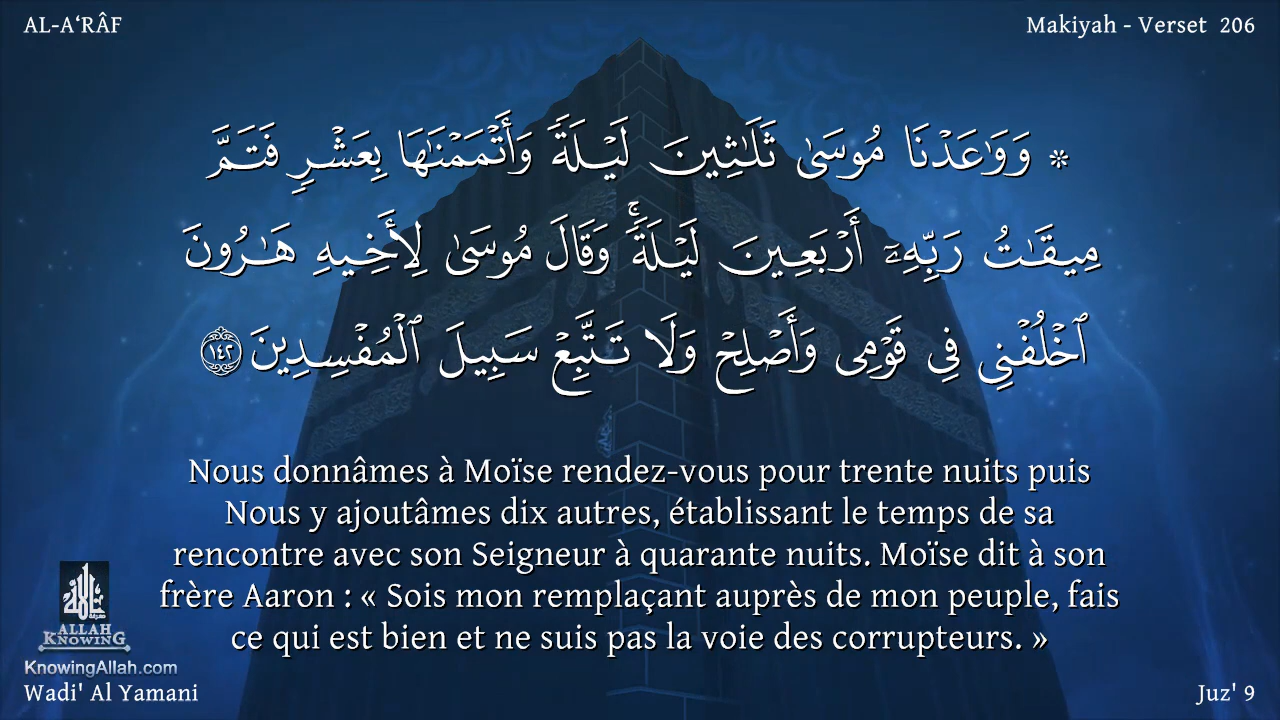 AL-A‘RÂF
Makiyah - Verset 206
۞ وَوَٰعَدْنَا مُوسَىٰ ثَلَٰثِينَ لَيْلَةً وَأَتْمَمْنَٰهَا بِعَشْرٍ فَتَمَّ
مِيقَٰتُ رَبِّهِۦٓ أَرْبَعِينَ لَيْلَةً ۚ وَقَالَ مُوسَىٰ لِأَخِيهِ هَٰرُونَ
ٱخْلُفْنِى فِى قَوْمِى وَأَصْلِحْ وَلَا تَتَّبِعْ سَبِيلَ ٱلْمُفْسِدِينَ ١٤٢
Nous donnâmes à Moïse rendez-vous pour trente nuits puis
Nous y ajoutâmes dix autres, établissant le temps de sa
rencontre avec son Seigneur à quarante nuits. Moïse dit à son
frère Aaron : « Sois mon remplaçant auprès de mon peuple, fais
ce qui est bien et ne suis pas la voie des corrupteurs. »
ALLAH
KNOWING
KnowingAllah.com
Wadi' Al Yamani
Juz' 9